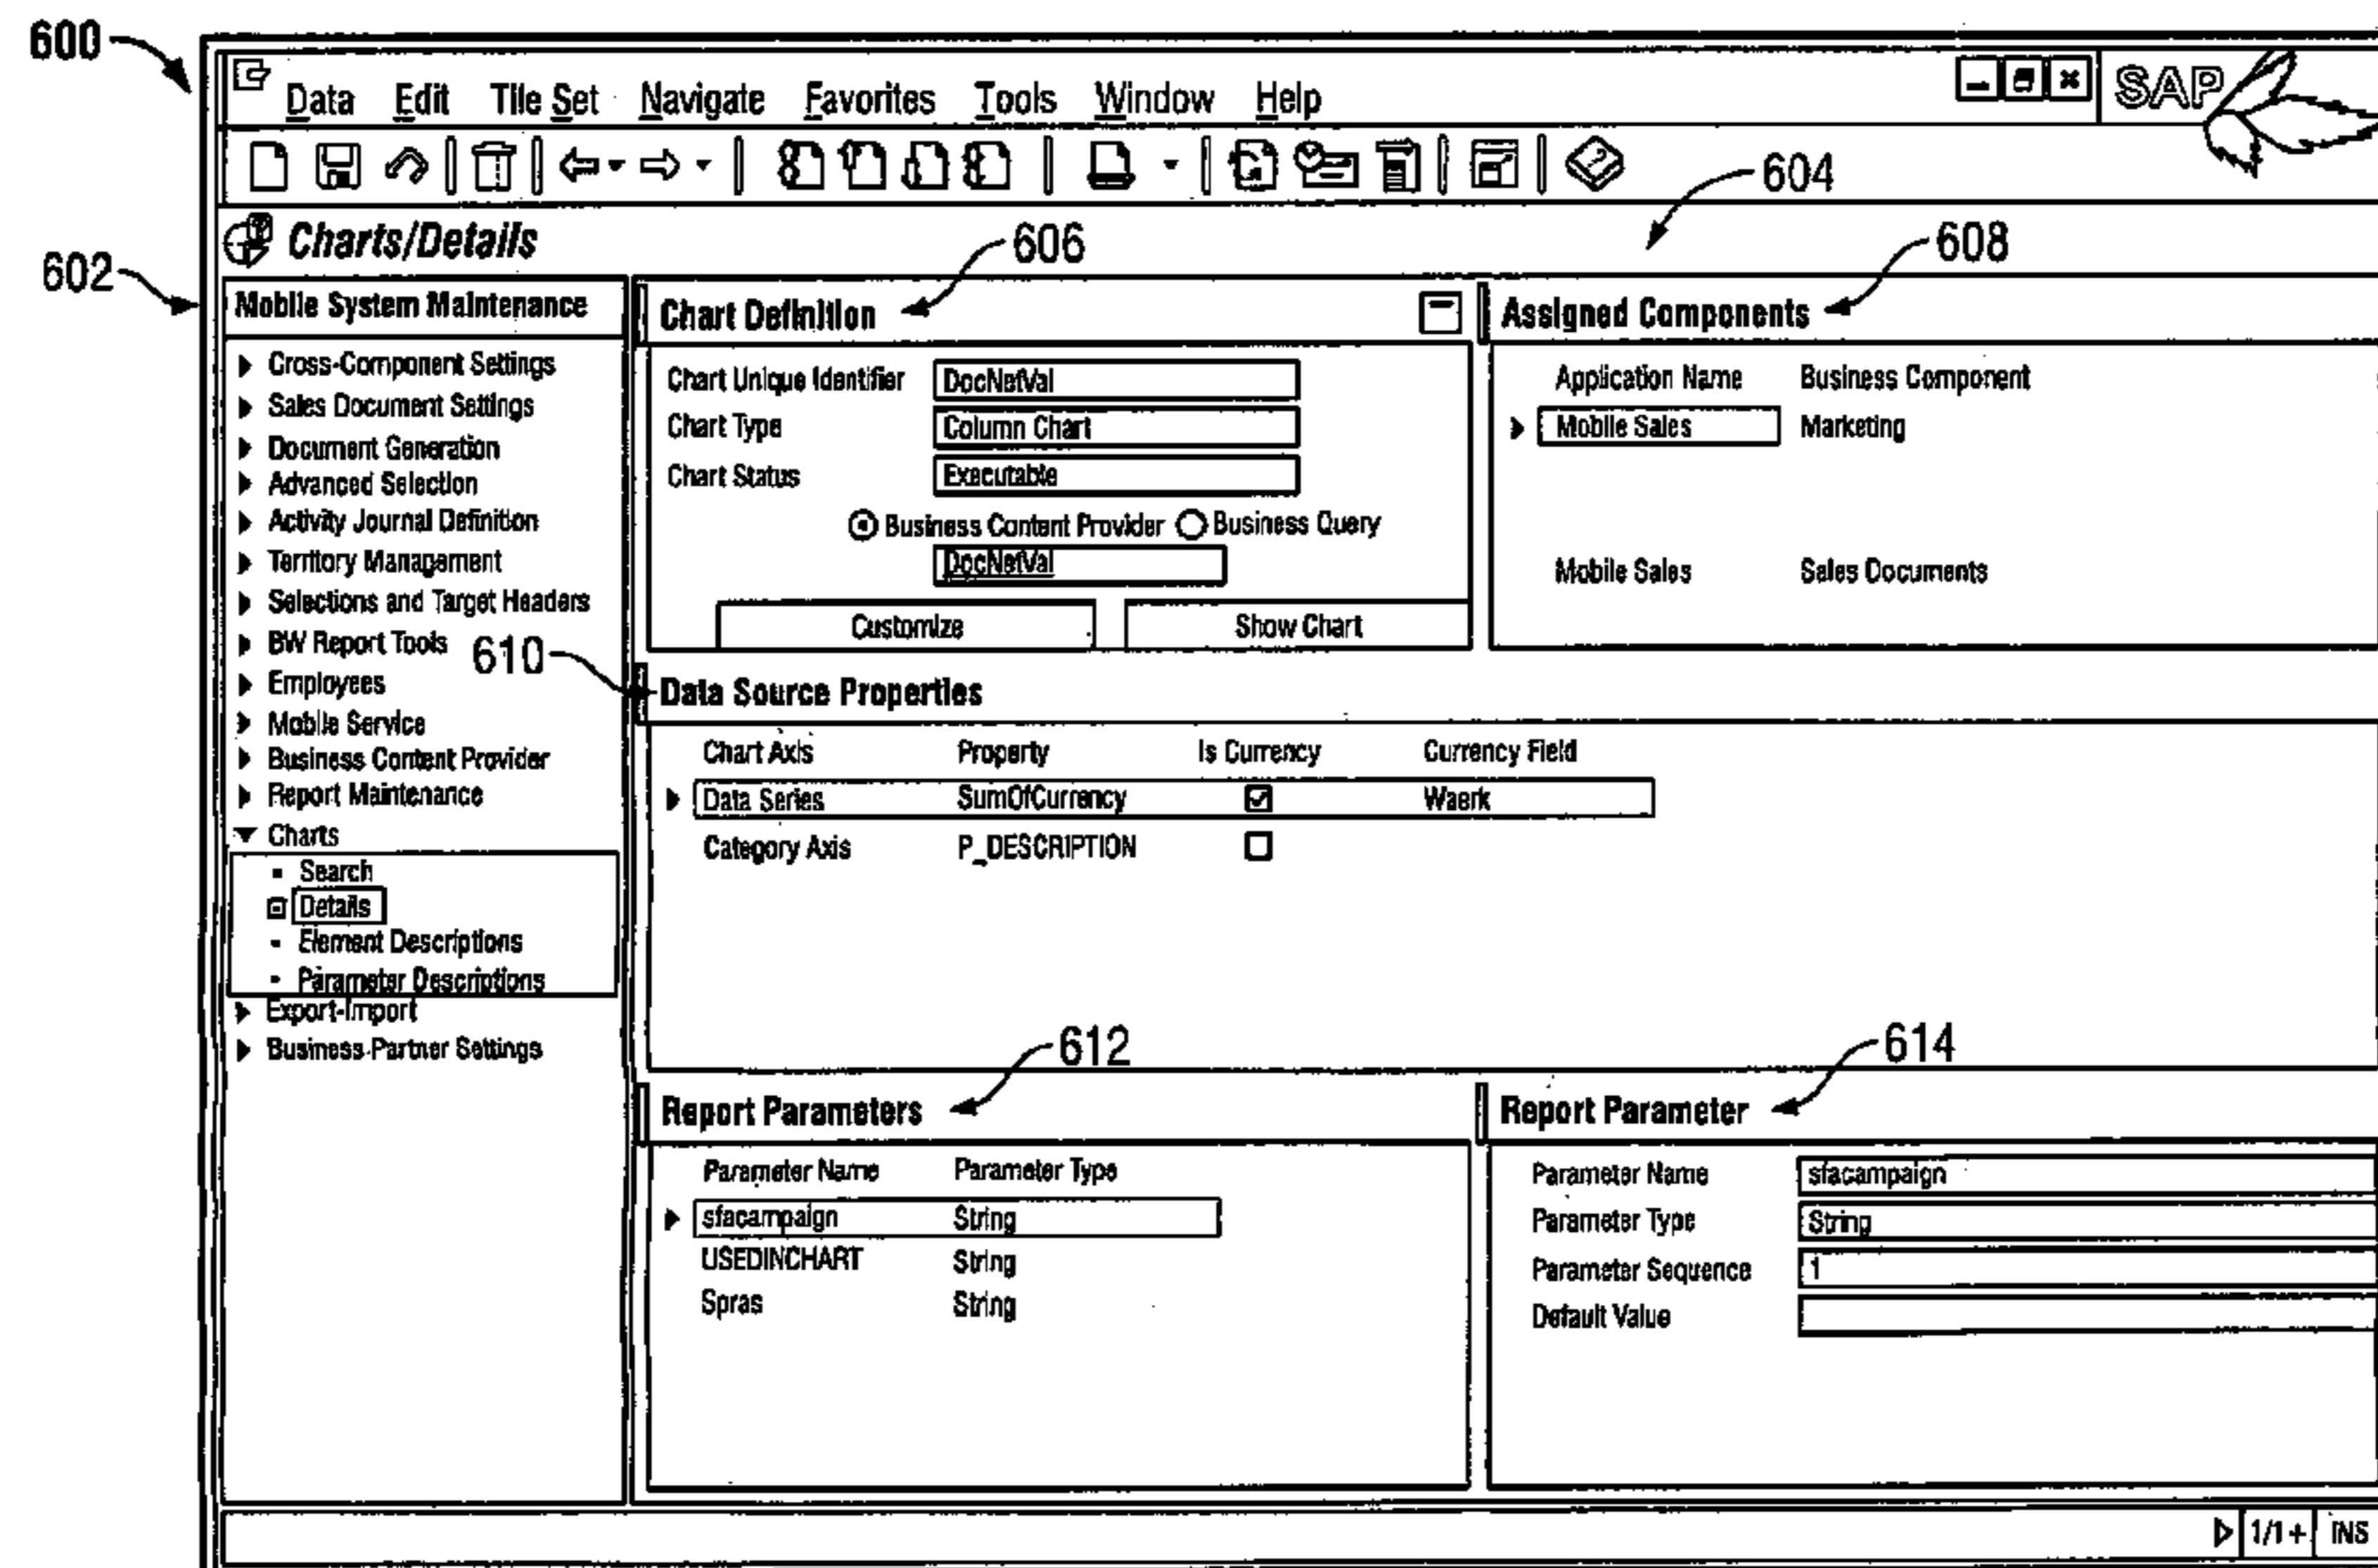 600
Data Edit Tile Set Navigate Favorites Tools Window Help
SAP
604
Charts/Details
606
608
602
Mobile System Maintenance
Cross-Component Settings
Sales Document Settings
Document Generation
Advanced Selection
Activity Journal Definition
Territory Management
Selections and Target Headers
BW Report Tools
Employees
Mobile Service
Business Content Provider
Report Maintenance
Charts
Search
Details
Element Descriptions
Parameter Descriptions
Export-Import
Business Partner Settings
Chart Definition
Chart Unique Identifier DocNetVal
Chart Type Column Chart
Chart Status Executable
Business Content Provider Business Query
DocNetVal
Customize Show Chart
Assigned Components
Application Name Business Component
Mobile Sales Marketing
Mobile Sales Sales Documents
610
Data Source Properties
Chart Axis Property Is Currency Currency Field
Data Series SumOfCurrency Waerk
Category Axis P_DESCRIPTION
612
614
Report Parameters
Parameter Name Parameter Type
sfacampaign String
USEDINCHART String
Spras String
Report Parameter
Parameter Name sfacampaign
Parameter Type String
Parameter Sequence 1
Default Value
1/1+ INS